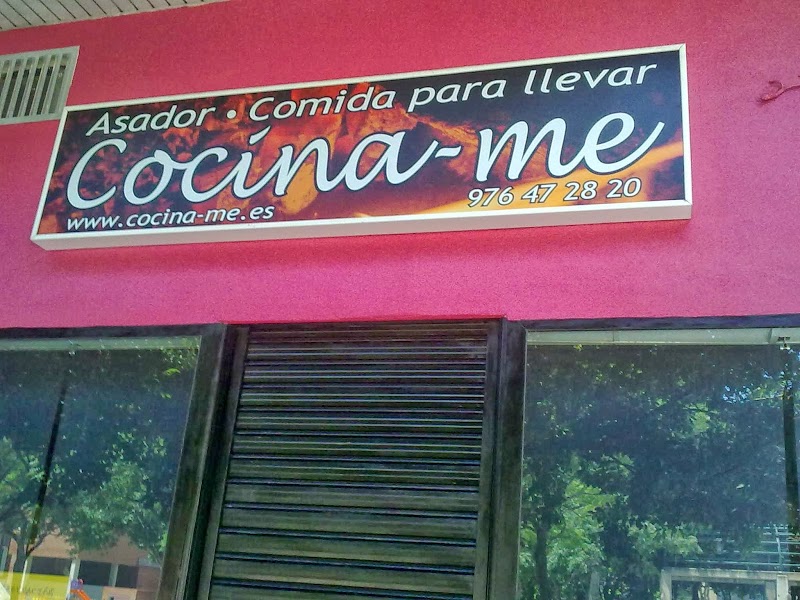 Asador • Comida para llevar
Cocina-me
976 47 28 20
www.cocina-me.es